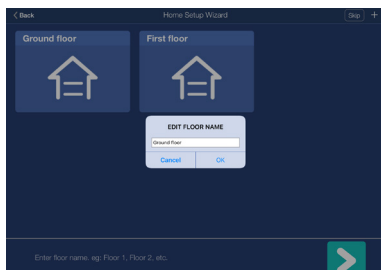 Back
Home Setup Wizard
Skip
Ground floor
First floor
EDIT FLOOR NAME
Ground floor
Cancel
OK
Enter floor name, eg: Floor 1, Floor 2, etc.